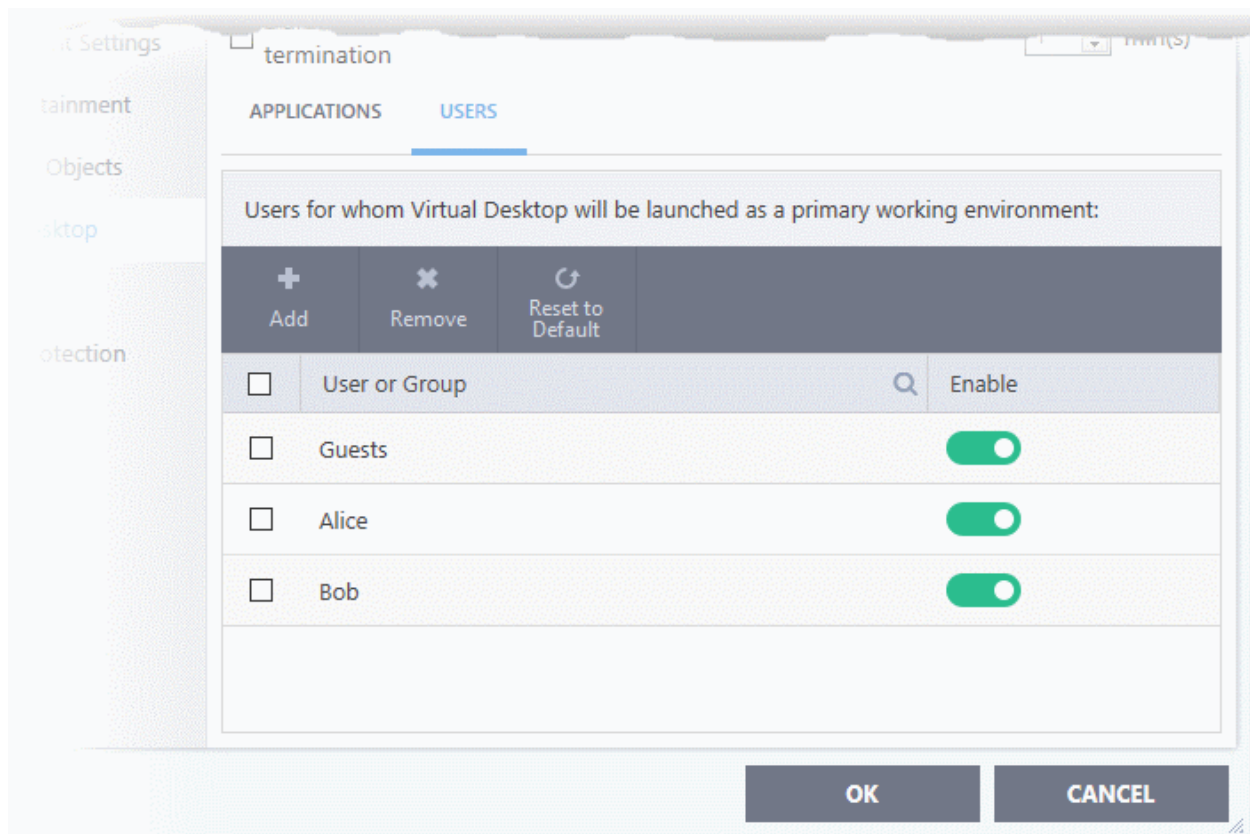 Settings
termination
min(s)
tainment
APPLICATIONS USERS
Objects
Users for whom Virtual Desktop will be launched as a primary working environment:
sktop
Add Remove Reset to
Default
otection
User or Group Enable
Guests
Alice
Bob
OK CANCEL